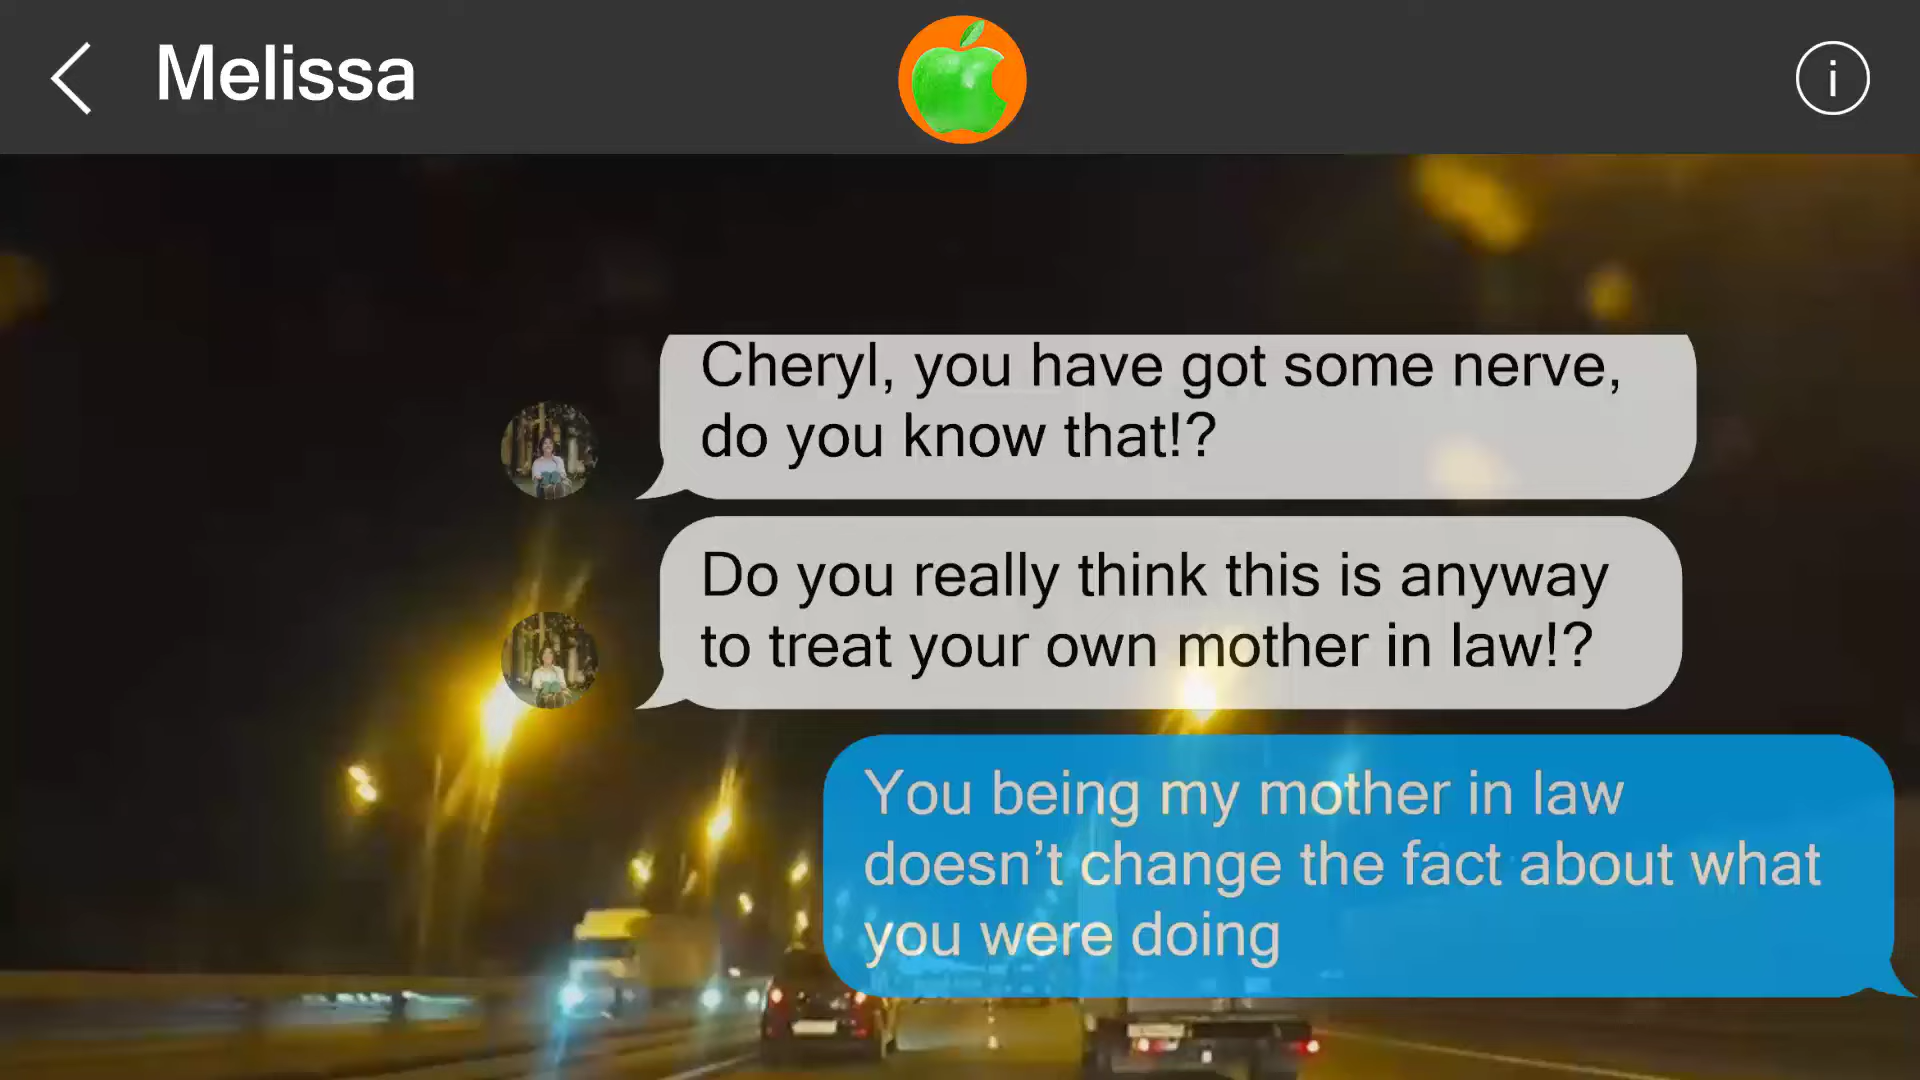 Melissa
i
Cheryl, you have got some nerve,
do you know that!?
Do you really think this is anyway
to treat your own mother in law!?
You being my mother in law
doesn’t change the fact about what
you were doing